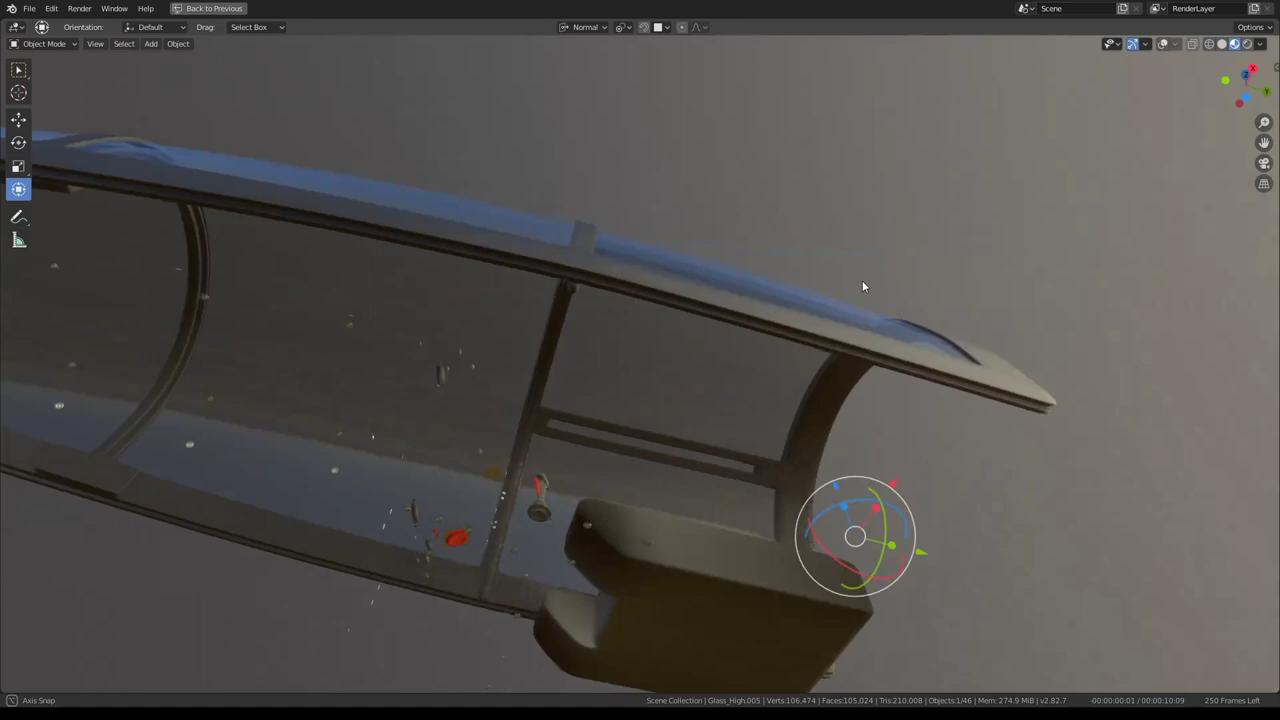 File Edit Render Window Help Back to Previous Scene RenderLayer
Orientation: Default Drag: Select Box Normal Options
Object Mode View Select Add Object
X
Z
Y
Axis Snap Scene Collection | Glass_High.005 | Verts:106,474 | Faces:105,024 | Tris:210,008 | Objects:1/46 | Mem: 274.9 MiB | v2.82.7 -00:00:00:01 / 00:00:10:09 250 Frames Left